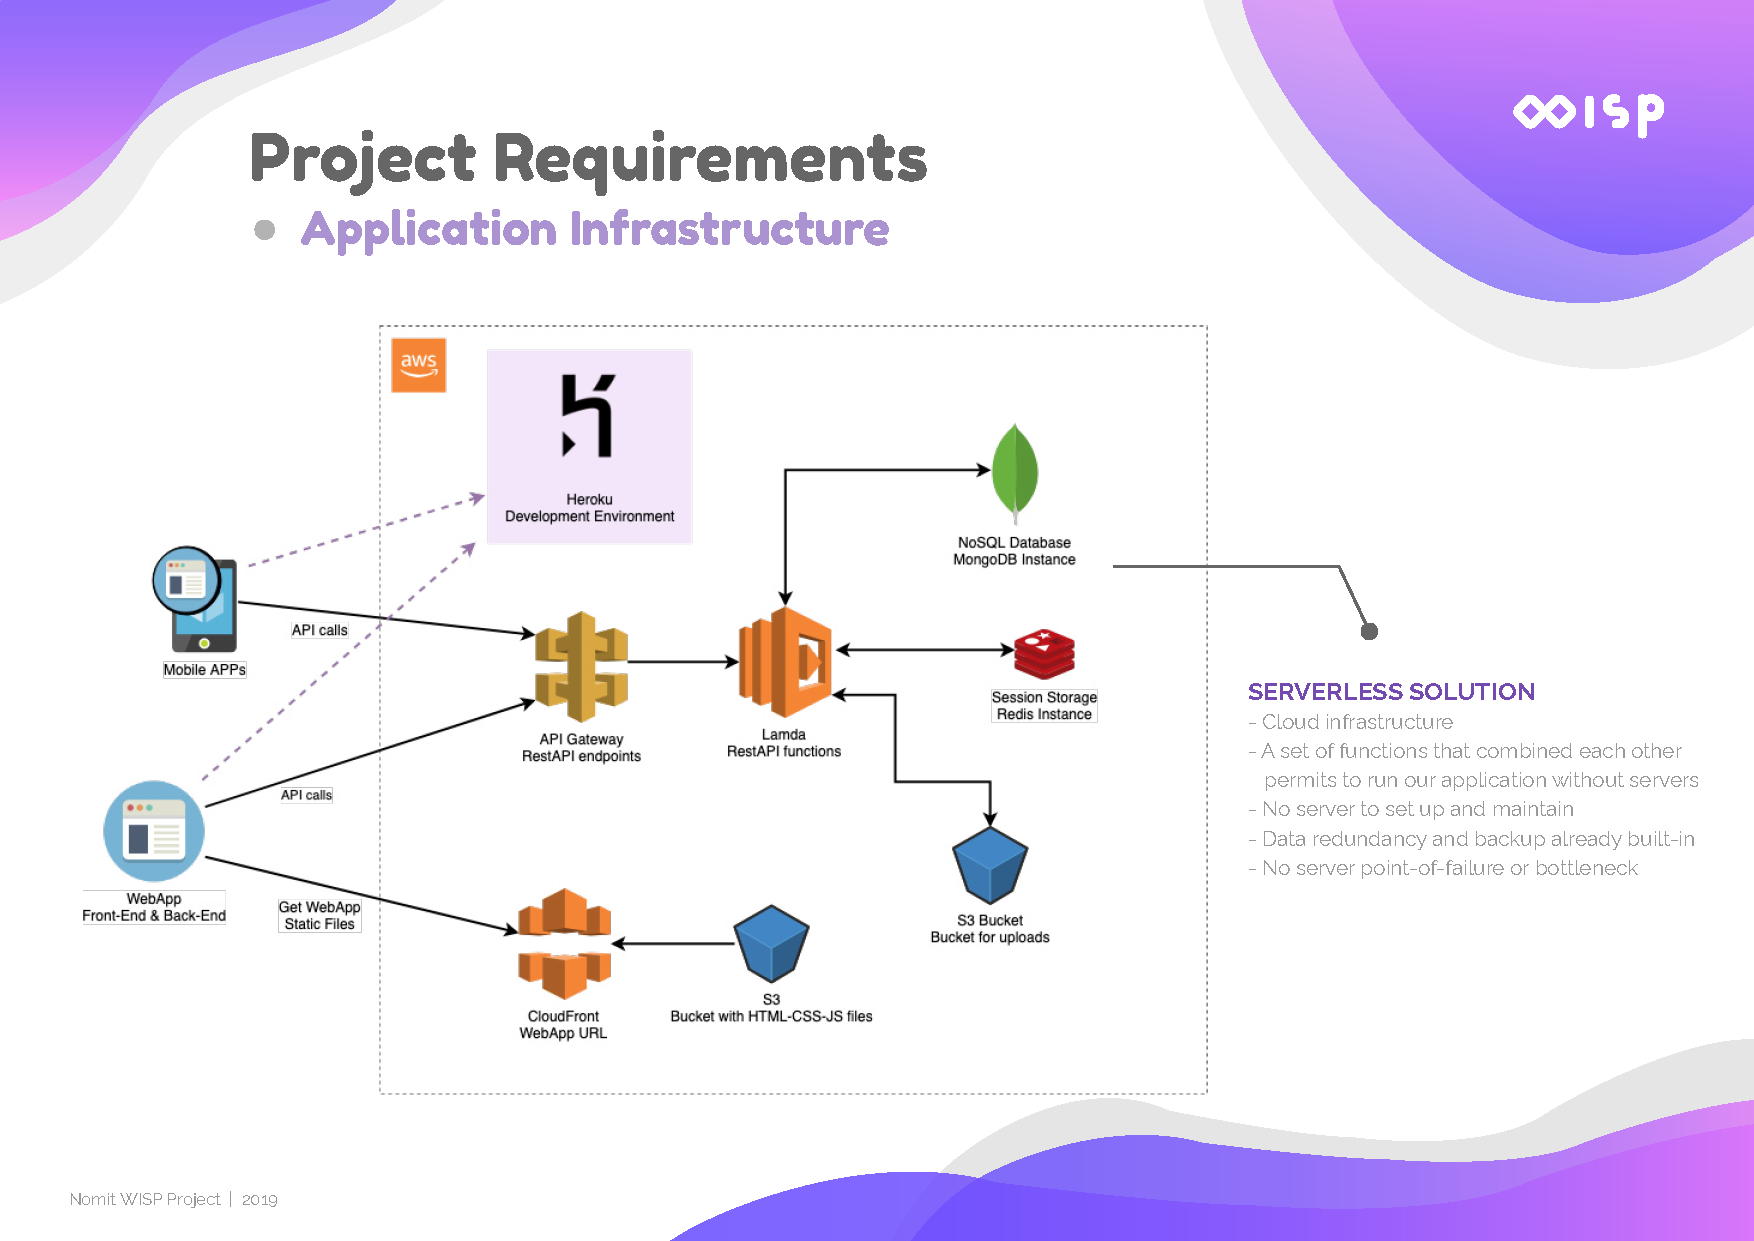 wisp
Project Requirements
● Application Infrastructure
aws
Heroku
Development Environment
NoSQL Database
MongoDB Instance
API calls
Mobile APPs
API Gateway
RestAPI endpoints
Lamda
RestAPI functions
Session Storage
Redis Instance
API calls
WebApp
Front-End & Back-End
Get WebApp
Static Files
CloudFront
WebApp URL
S3
Bucket with HTML-CSS-JS files
S3 Bucket
Bucket for uploads
SERVERLESS SOLUTION
- Cloud infrastructure
- A set of functions that combined each other
permits to run our application without servers
- No server to set up and maintain
- Data redundancy and backup already built-in
- No server point-of-failure or bottleneck
Nomit WISP Project | 2019